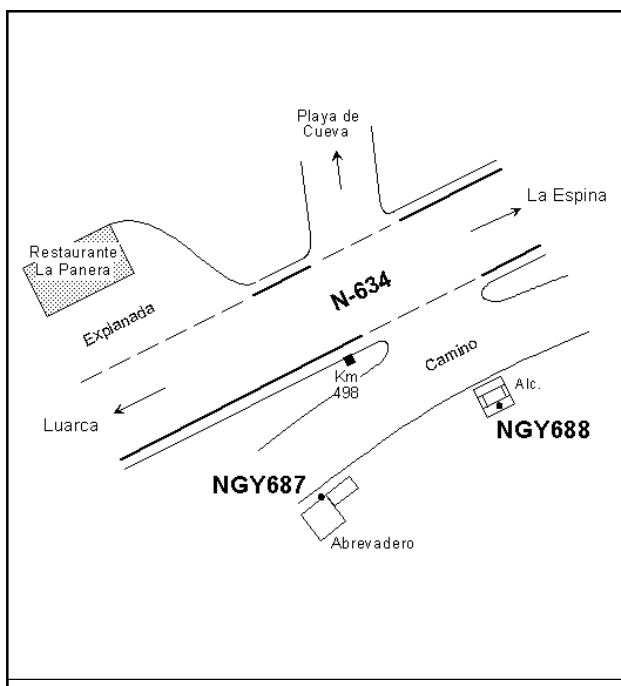 Playa de
Cueva
La Espina
Restaurante
La Panera
N-634
Explanada
Camino
Km
498
Alc.
Luarca
NGY688
NGY687
Abrevadero